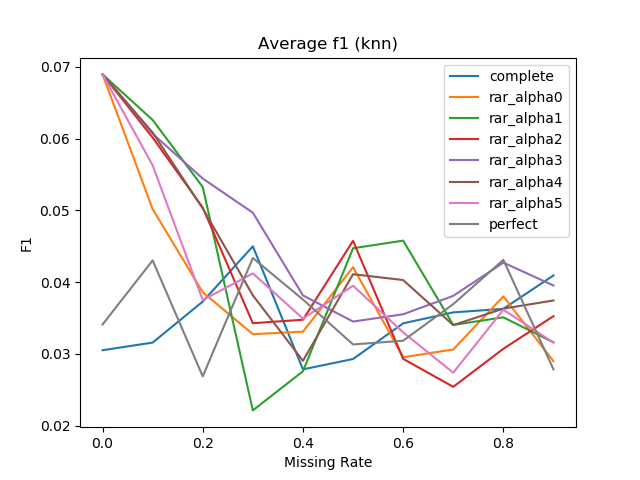 Average f1 (knn)
0.07
0.06
0.05
0.04
0.03
0.02
F1
0.0
0.2
0.4
0.6
0.8
Missing Rate
complete
rar_alpha0
rar_alpha1
rar_alpha2
rar_alpha3
rar_alpha4
rar_alpha5
perfect